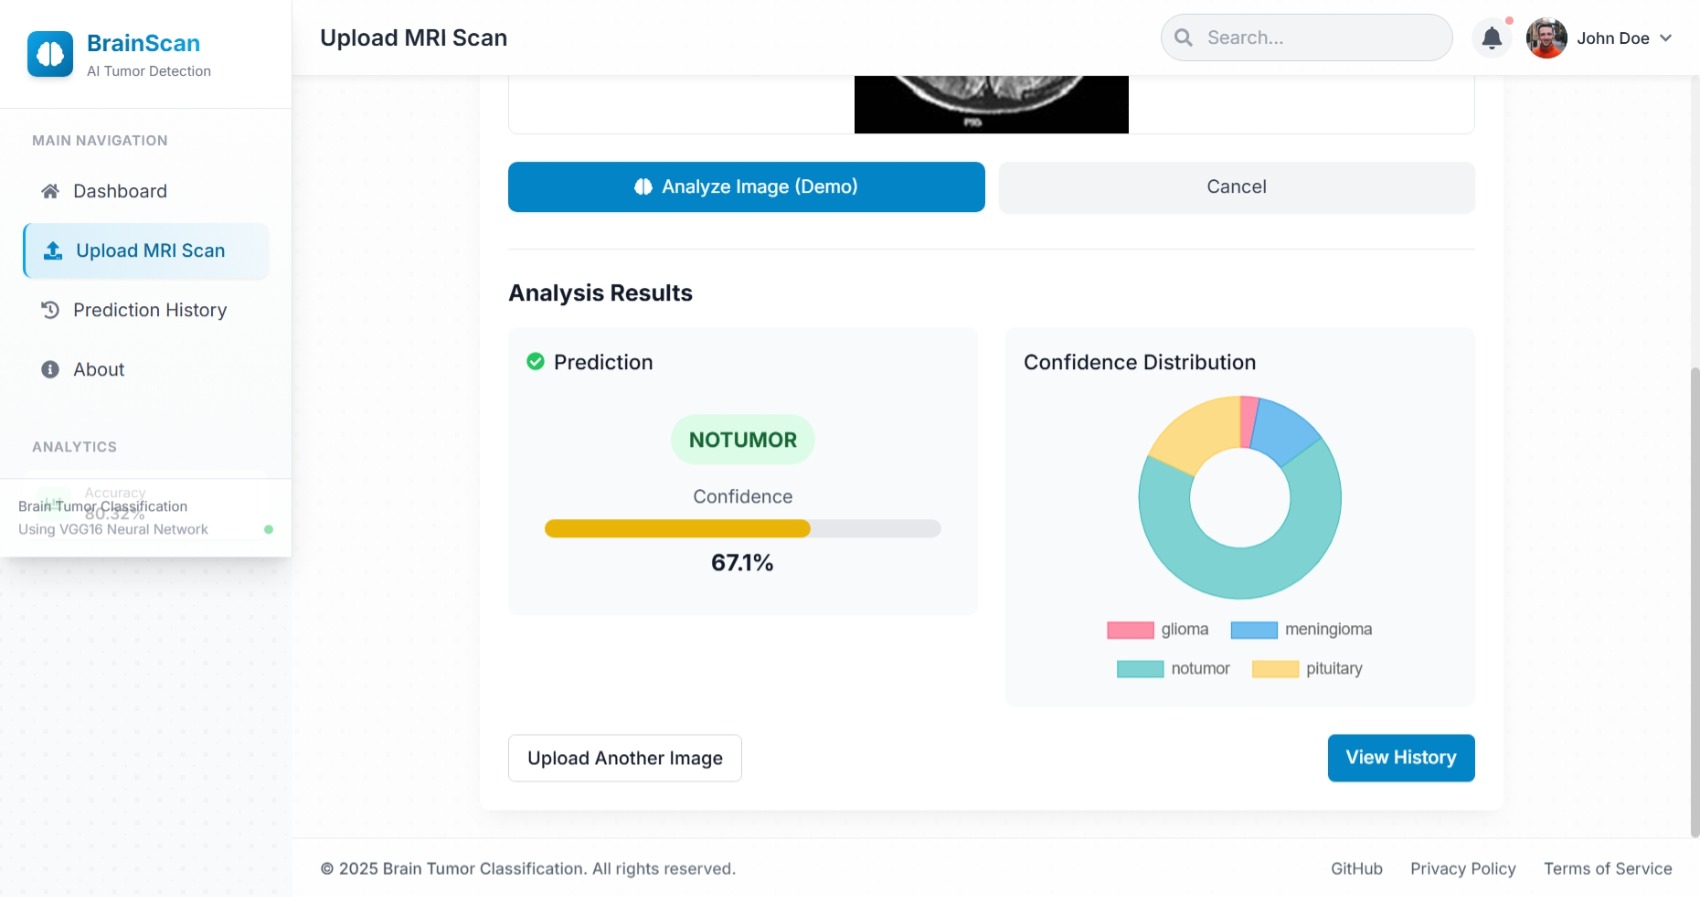 BrainScan
AI Tumor Detection
MAIN NAVIGATION
Dashboard
Upload MRI Scan
Prediction History
About
ANALYTICS
Accuracy
80.32%
Brain Tumor Classification
Using VGG16 Neural Network
Upload MRI Scan
Search...
John Doe
Analyze Image (Demo)
Cancel
Analysis Results
Prediction
NOTUMOR
Confidence
67.1%
Confidence Distribution
glioma
meningioma
notumor
pituitary
Upload Another Image
View History
© 2025 Brain Tumor Classification. All rights reserved.
GitHub
Privacy Policy
Terms of Service